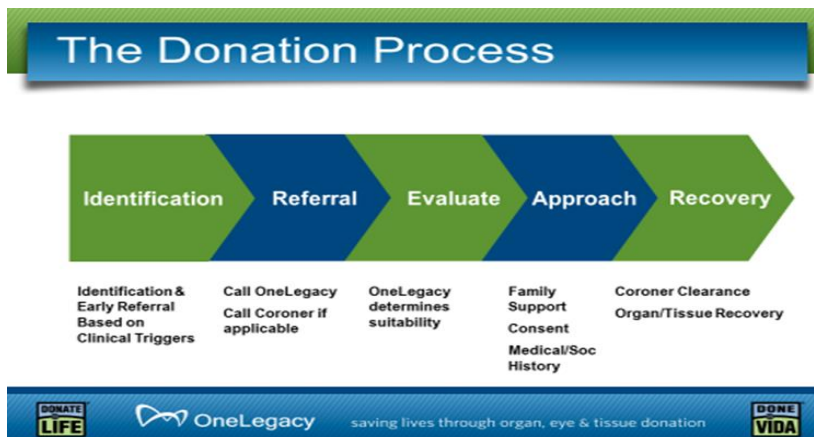 The Donation Process
Identification
Referral
Evaluate
Approach
Recovery
Identification &
Early Referral
Based on
Clinical Triggers
Call OneLegacy
Call Coroner if
applicable
OneLegacy
determines
suitability
Family
Support
Consent
Medical/Soc
History
Coroner Clearance
Organ/Tissue Recovery
DONATE
LiFE
OneLegacy
saving lives through organ, eye & tissue donation
DONE
ViDA